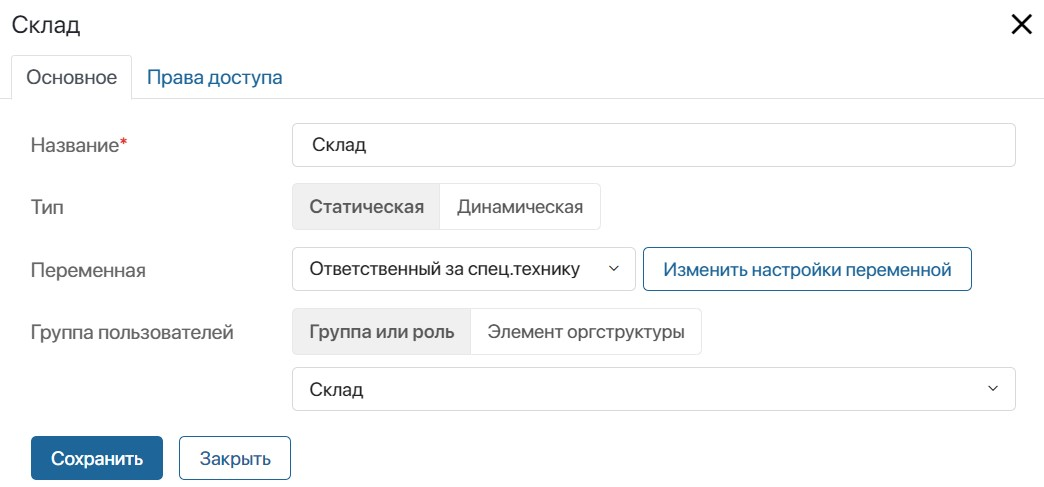 Склад
Основное Права доступа
Название* Склад
Тип Статическая Динамическая
Переменная Ответственный за спец.технику Изменить настройки переменной
Группа пользователей Группа или роль Элемент оргструктуры
Склад
Сохранить Закрыть